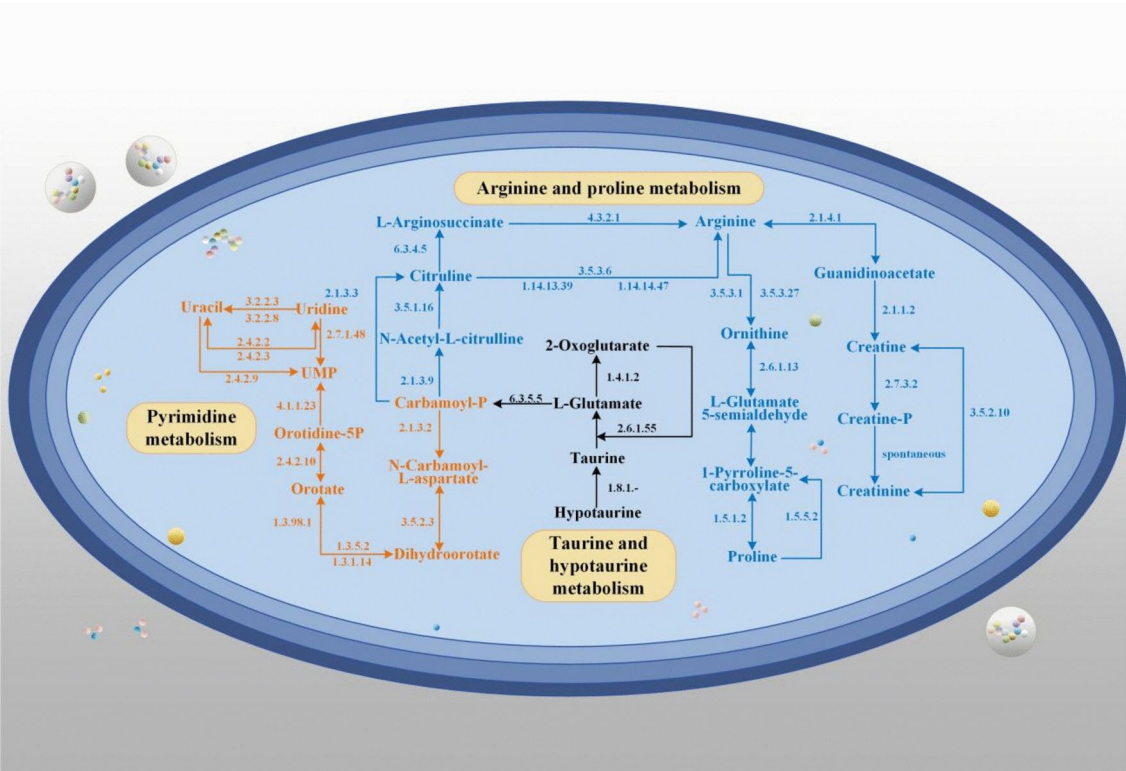 Arginine and proline metabolism
L-Arginosuccinate
4.3.2.1
Arginine
2.1.4.1
6.3.4.5
Citruline
3.5.3.6
1.14.13.39
1.14.14.47
Guanidinoacetate
3.5.3.1
3.5.3.27
2.1.1.2
2.1.3.3
3.5.1.16
Uracil
3.2.2.3
3.2.2.8
Uridine
2.4.2.2
2.4.2.3
2.7.1.48
2.4.2.9
UMP
N-Acetyl-L-citrulline
2-Oxoglutarate
Ornithine
Creatine
2.1.3.9
1.4.1.2
2.6.1.13
2.7.3.2
Carbamoyl-P
6.3.5.5
L-Glutamate
L-Glutamate
5-semialdehyde
Creatine-P
3.5.2.10
Pyrimidine
metabolism
4.1.1.23
Orotidine-5P
2.1.3.2
2.6.1.55
2.4.2.10
Orotate
N-Carbamoyl-
L-aspartate
Taurine
1-Pyrroline-5-
carboxylate
spontaneous
Creatinine
1.8.1.-
Hypotaurine
1.3.98.1
3.5.2.3
1.5.1.2
1.5.5.2
1.3.5.2
1.3.1.14
Dihydroorotate
Taurine and
hypotaurine
metabolism
Proline